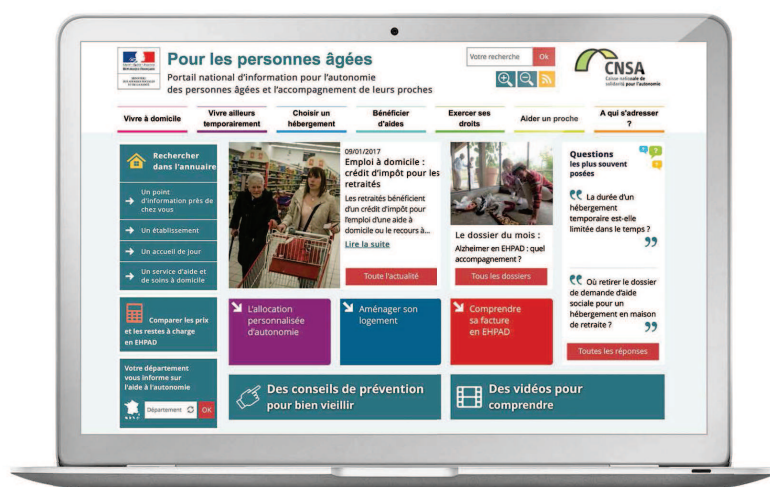 Pour les personnes âgées
Portail national d'information pour l'autonomie
des personnes âgées et l'accompagnement de leurs proches
Votre recherche
Ok
CNSA
Caisse nationale de
solidarité pour l'autonomie
Vivre à domicile
Vivre ailleurs
temporairement
Choisir un
hébergement
Bénéficier
d'aides
Exercer ses
droits
Aider un proche
A qui s'adresser
?
Rechercher
dans l'annuaire
Un point
d'information près de
chez vous
Un établissement
Un accueil de jour
Un service d'aide et
de soins à domicile
Comparer les prix
et les restes à charge
en EHPAD
Votre département
vous informe sur
l'aide à l'autonomie
Département
OK
09/01/2017
Emploi à domicile :
crédit d'impôt pour les
retraités
Les retraités bénéficient
d'un crédit d'impôt pour
l'emploi d'une aide à
domicile ou le recours à...
Lire la suite
Toute l'actualité
Le dossier du mois :
Alzheimer en EHPAD : quel
accompagnement ?
Tous les dossiers
Questions
les plus souvent
posées
La durée d'un
hébergement
temporaire est-elle
limitée dans le temps ?
Où retirer le dossier
de demande d'aide
sociale pour un
hébergement en maison
de retraite ?
Toutes les réponses
L'allocation
personnalisée
d'autonomie
Aménager son
logement
Comprendre
sa facture
en EHPAD
Des conseils de prévention
pour bien vieillir
Des vidéos pour
comprendre